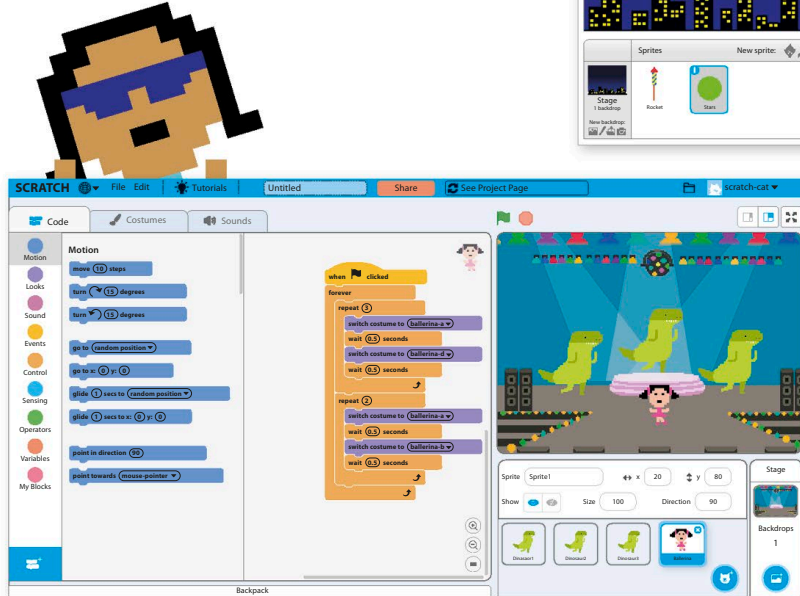 Sprites New sprite:
Stage
1 backdrop
Rocket
Stars
New backdrop:
SCRATCH File Edit Tutorials Untitled Share See Project Page scratch-cat
Code Costumes Sounds
Motion
Looks
Sound
Events
Control
Sensing
Operators
Variables
My Blocks
Motion
move 10 steps
turn 15 degrees
turn 15 degrees
go to random position
go to x: 0 y: 0
glide 1 secs to random position
glide 1 secs to x: 0 y: 0
point in direction 90
point towards mouse-pointer
when clicked
forever
repeat 3
switch costume to ballerina-a
wait 0.5 seconds
switch costume to ballerina-d
wait 0.5 seconds
repeat 2
switch costume to ballerina-a
wait 0.5 seconds
switch costume to ballerina-b
wait 0.5 seconds
Sprite Sprite1 x 20 y 80
Show Size 100 Direction 90
Dinosaur1 Dinosaur2 Dinosaur3 Ballerina
Stage
Backdrops
1
Backpack